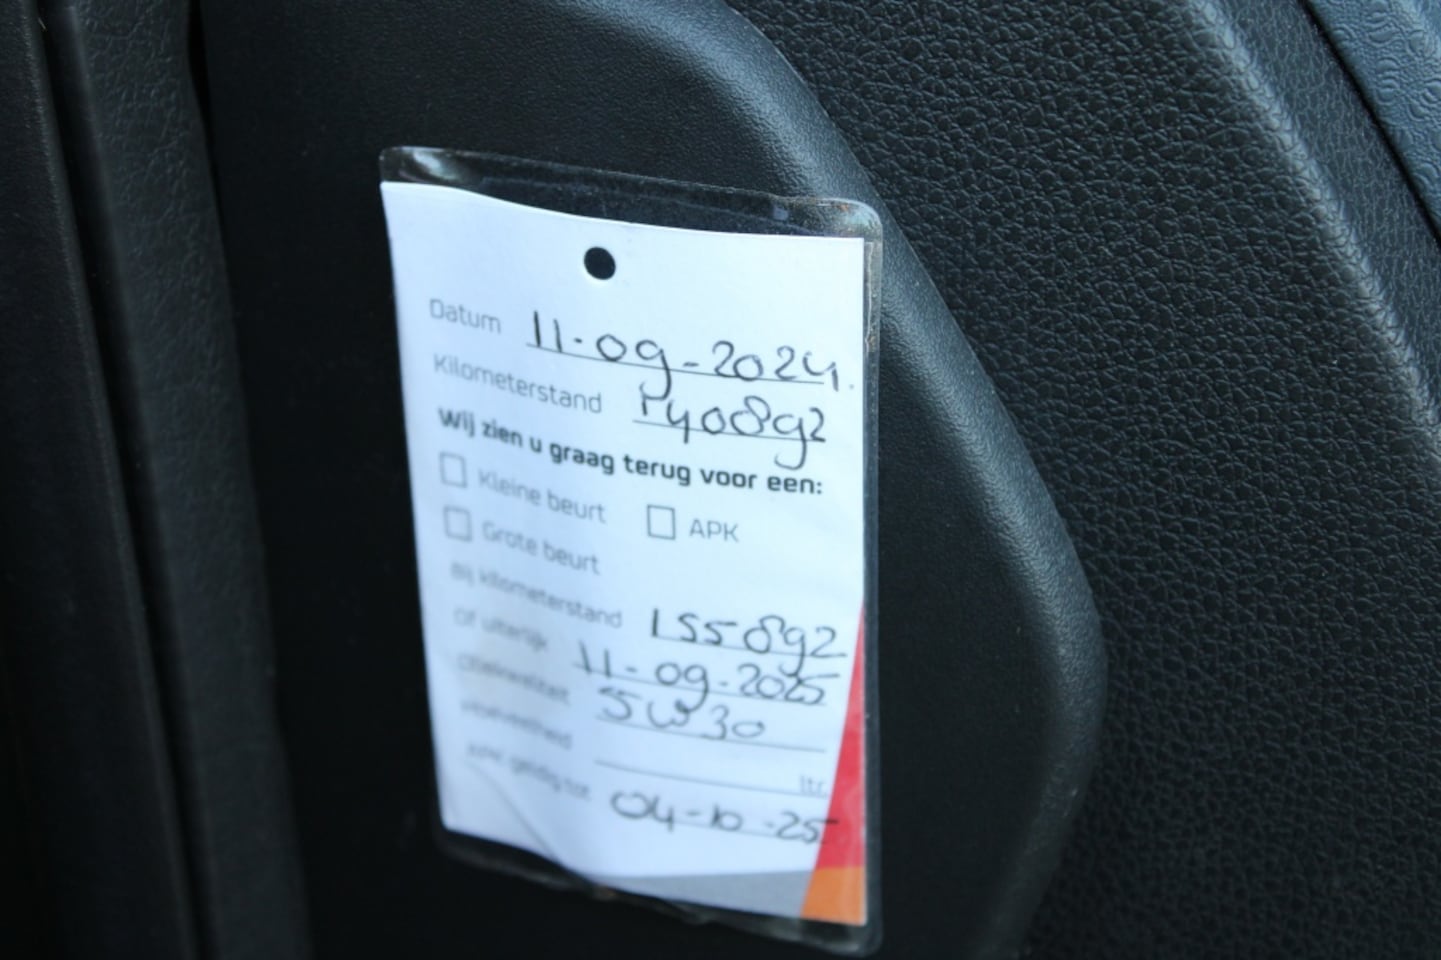 Datum 11-09-2024.
Kilometerstand 140892
Wij zien u graag terug voor een:
Kleine beurt APK
Grote beurt
Bij kilometerstand 155892
Of uiterlijk 11-09-2025
Oliekwaliteit 5W30
Hoeveelheid ltr.
APK geldig tot 04-10-25